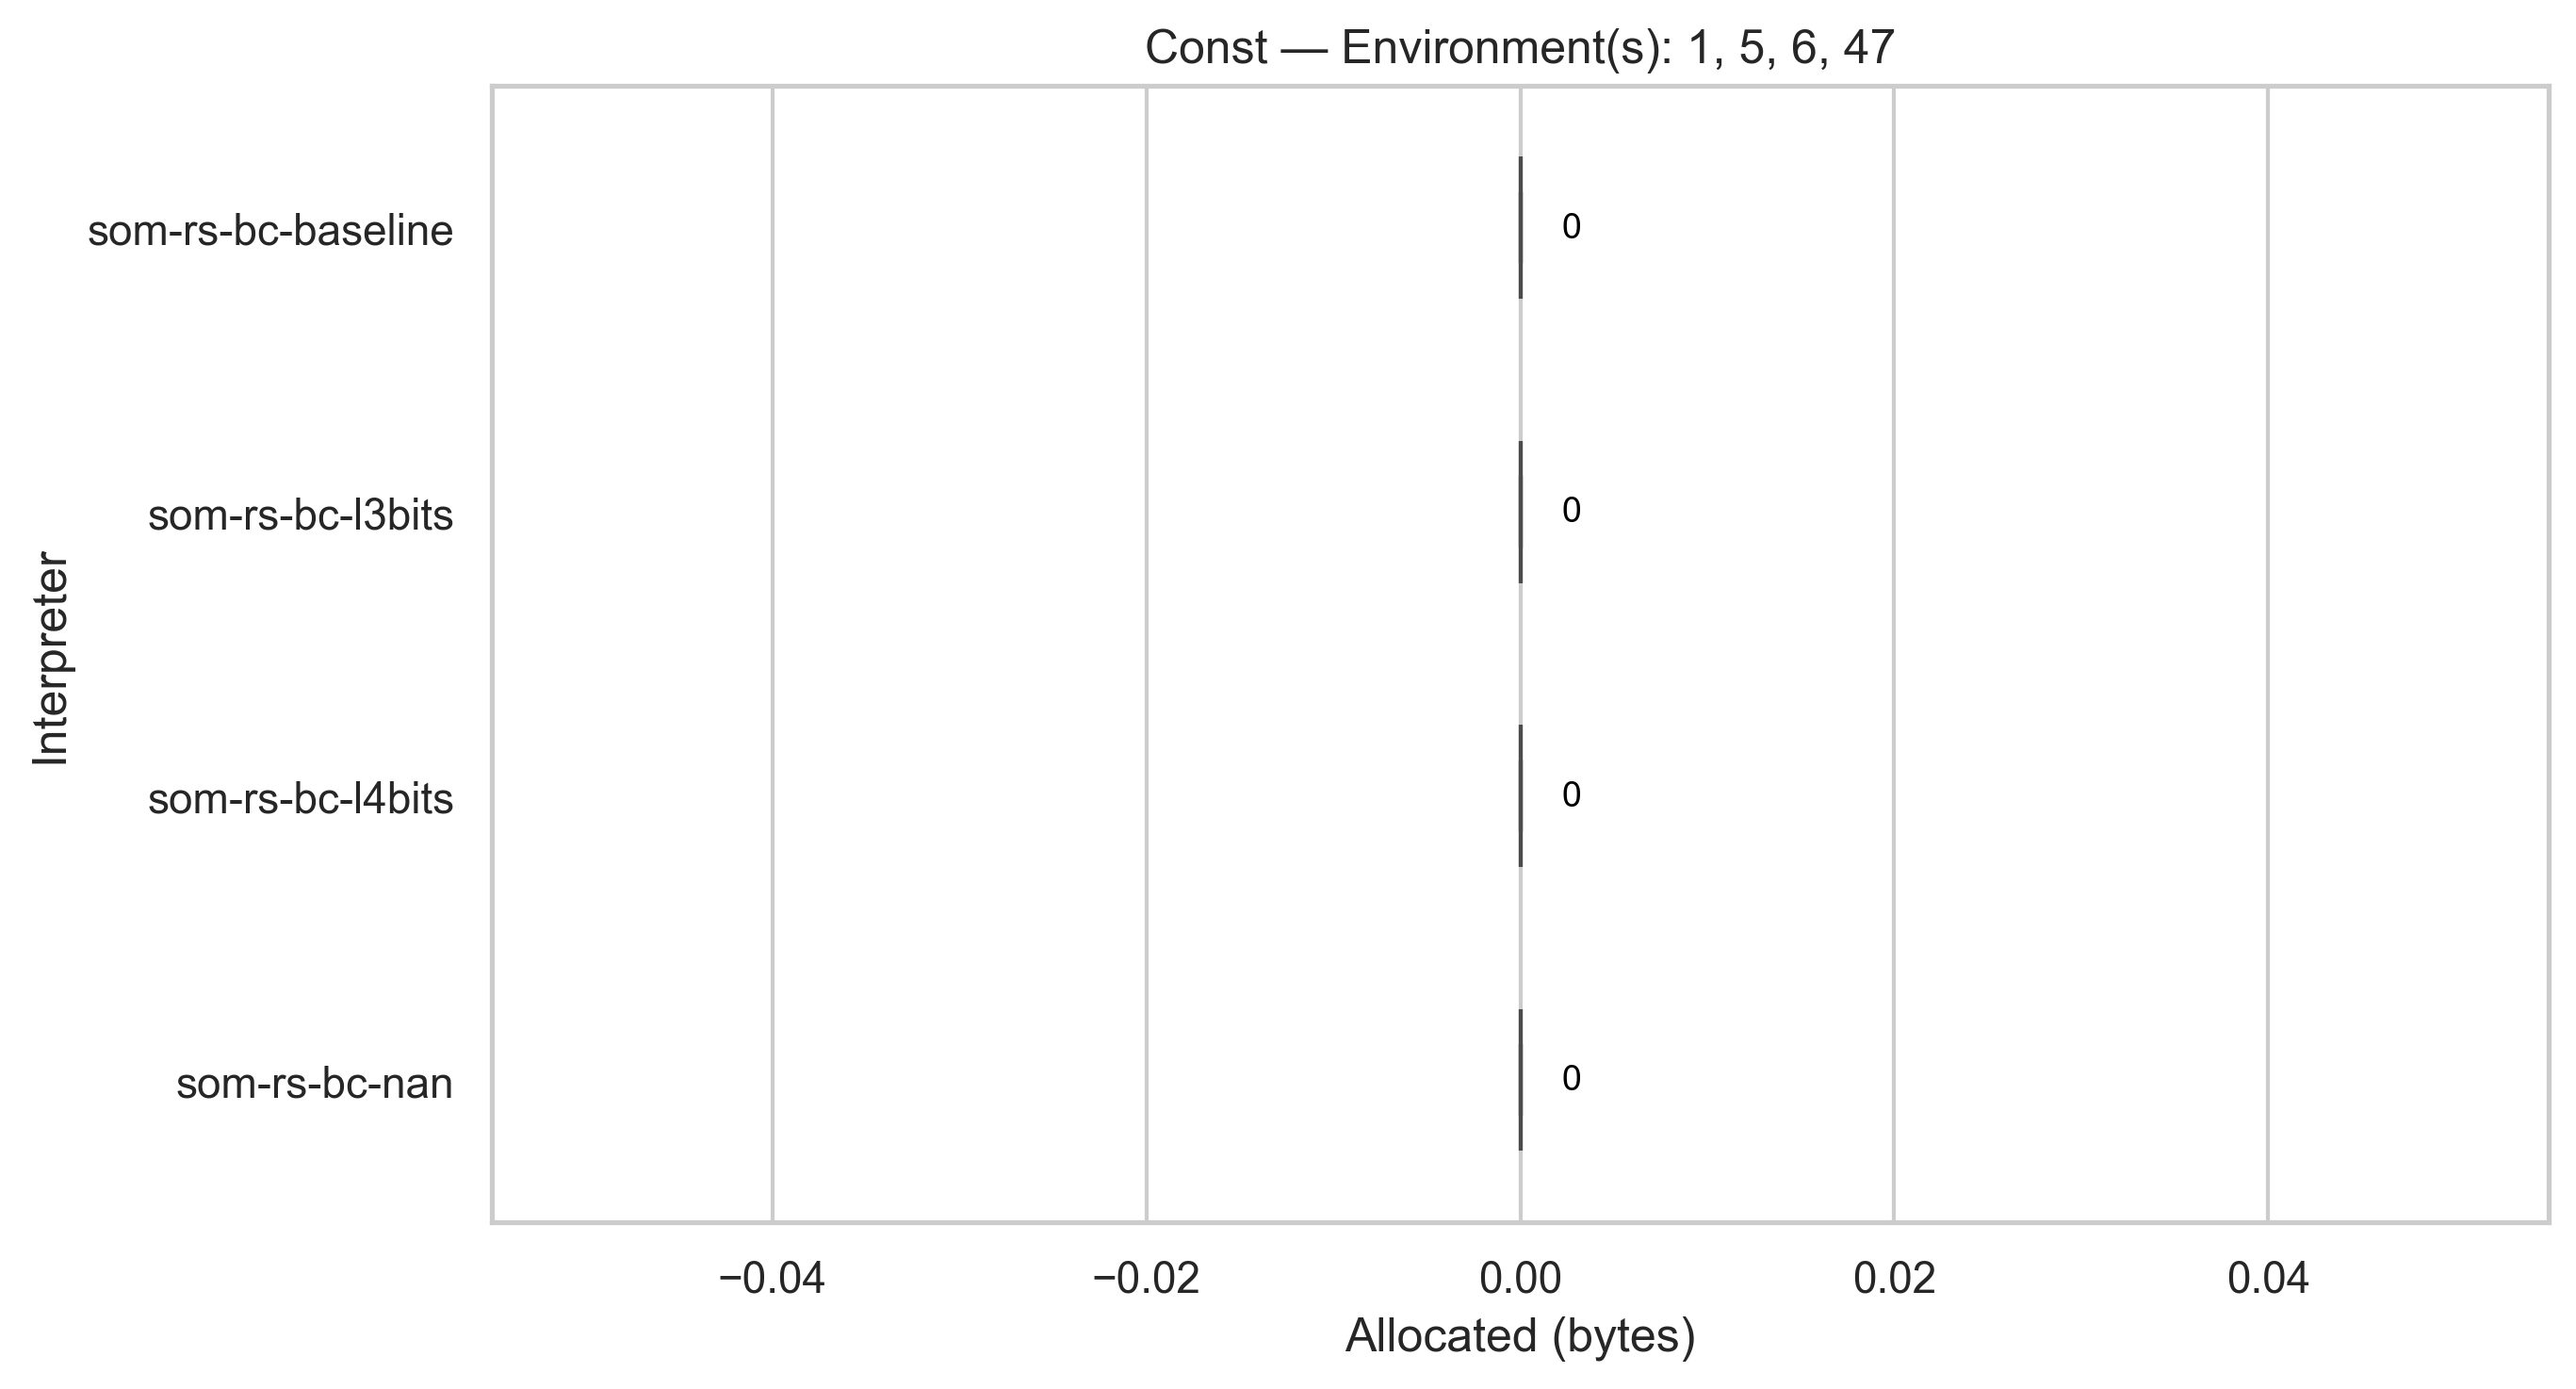 Const — Environment(s): 1, 5, 6, 47
som-rs-bc-baseline
0
som-rs-bc-l3bits
0
som-rs-bc-l4bits
0
som-rs-bc-nan
0
Interpreter
−0.04
−0.02
0.00
0.02
0.04
Allocated (bytes)